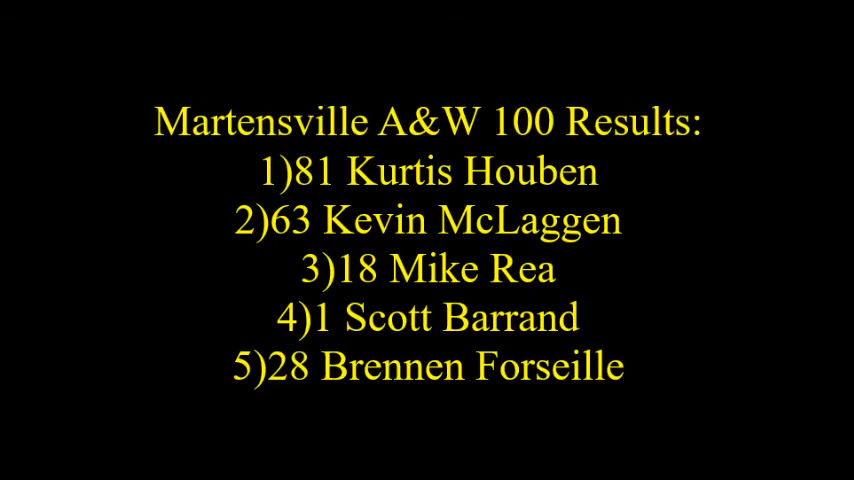 Martensville A&W 100 Results:
1)81 Kurtis Houben
2)63 Kevin McLaggen
3)18 Mike Rea
4)1 Scott Barrand
5)28 Brennen Forseille